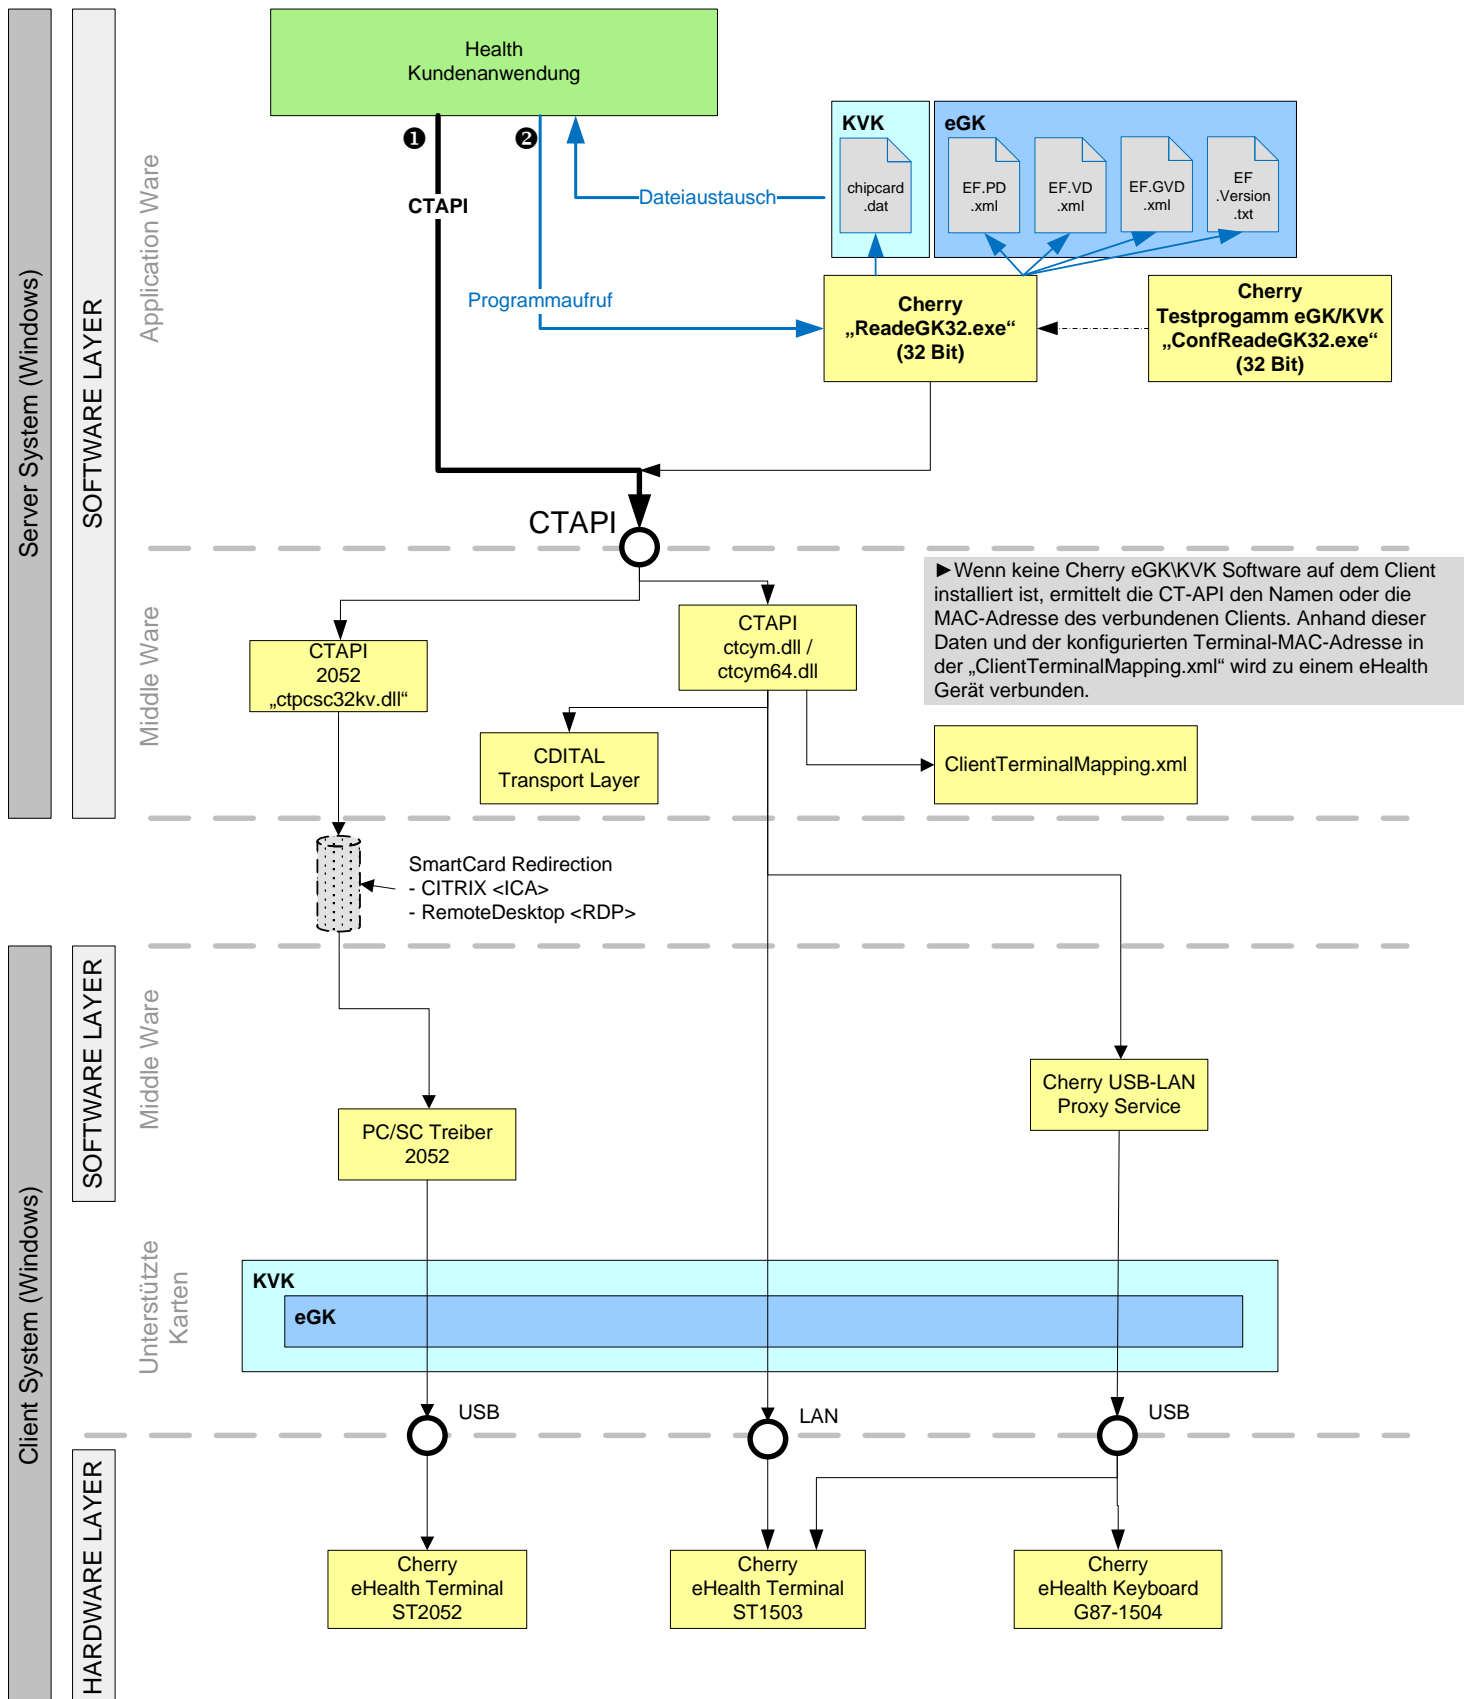 Server System (Windows)
SOFTWARE LAYER
Application Ware
Health
Kundenanwendung
❶
❷
CTAPI
Dateiaustausch
Programmaufruf
KVK
chipcard
.dat
eGK
EF.PD
.xml
EF.VD
.xml
EF.GVD
.xml
EF
.Version
.txt
Cherry
„ReadeGK32.exe“
(32 Bit)
Cherry
Testprogamm eGK/KVK
„ConfReadeGK32.exe“
(32 Bit)
CTAPI
Middle Ware
►Wenn keine Cherry eGK\KVK Software auf dem Client
installiert ist, ermittelt die CT-API den Namen oder die
MAC-Adresse des verbundenen Clients. Anhand dieser
Daten und der konfigurierten Terminal-MAC-Adresse in
der „ClientTerminalMapping.xml“ wird zu einem eHealth
Gerät verbunden.
CTAPI
2052
„ctpcsc32kv.dll“
CTAPI
ctcym.dll /
ctcym64.dll
CDITAL
Transport Layer
ClientTerminalMapping.xml
SmartCard Redirection
- CITRIX <ICA>
- RemoteDesktop <RDP>
Client System (Windows)
SOFTWARE LAYER
Middle Ware
PC/SC Treiber
2052
Cherry USB-LAN
Proxy Service
Unterstützte
Karten
KVK
eGK
USB
LAN
USB
HARDWARE LAYER
Cherry
eHealth Terminal
ST2052
Cherry
eHealth Terminal
ST1503
Cherry
eHealth Keyboard
G87-1504